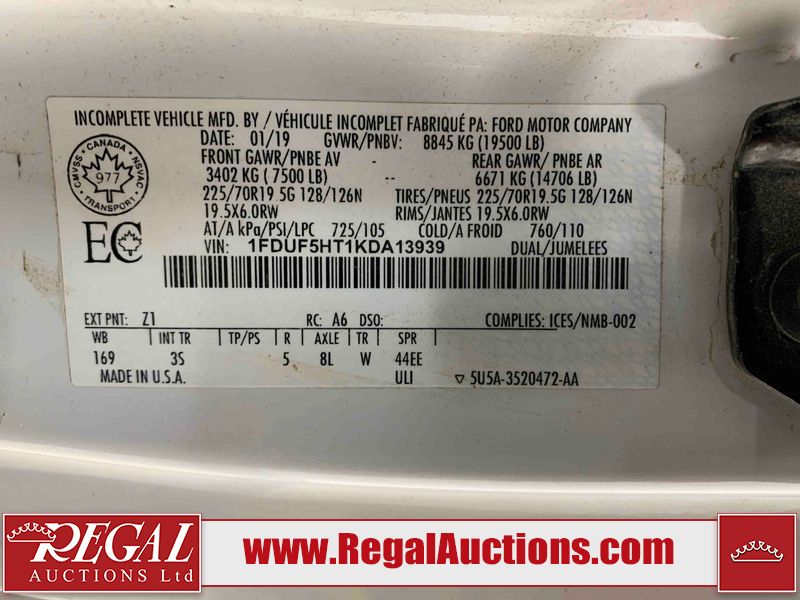 INCOMPLETE VEHICLE MFD. BY / VÉHICULE INCOMPLET FABRIQUÉ PA: FORD MOTOR COMPANY
DATE: 01/19 GVWR/PNBV: 8845 KG (19500 LB)
FRONT GAWR/PNBE AV REAR GAWR/ PNBE AR
3402 KG ( 7500 LB) -- 6671 KG (14706 LB)
225/70R19.5G 128/126N TIRES/PNEUS 225/70R19.5G 128/126N
19.5X6.0RW RIMS/JANTES 19.5X6.0RW
AT/A kPa/PSI/LPC 725/105 COLD/A FROID 760/110
VIN: 1FDUF5HT1KDA13939 DUAL/JUMELEES
CANADA
CMVSS
NSVAC
977
TRANSPORT
EC
EXT PNT: Z1 RC: A6 DSO: COMPLIES: ICES/NMB-002
WB INT TR TP/PS R AXLE TR SPR
169 3S 5 8L W 44EE
MADE IN U.S.A. ULI ▽ 5U5A-3520472-AA
REGAL
AUCTIONS Ltd
www.RegalAuctions.com